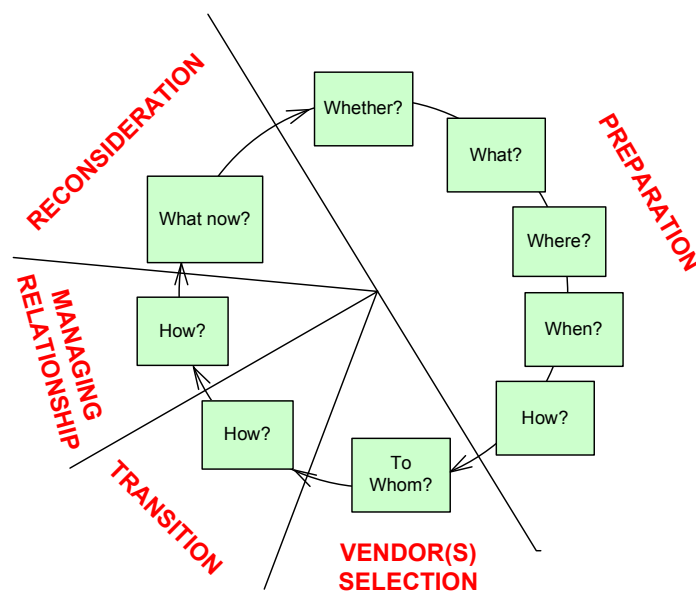 RECONSIDERATION
Whether?
What?
PREPARATION
Where?
When?
How?
To
Whom?
VENDOR(S)
SELECTION
How?
TRANSITION
How?
MANAGING
RELATIONSHIP
What now?